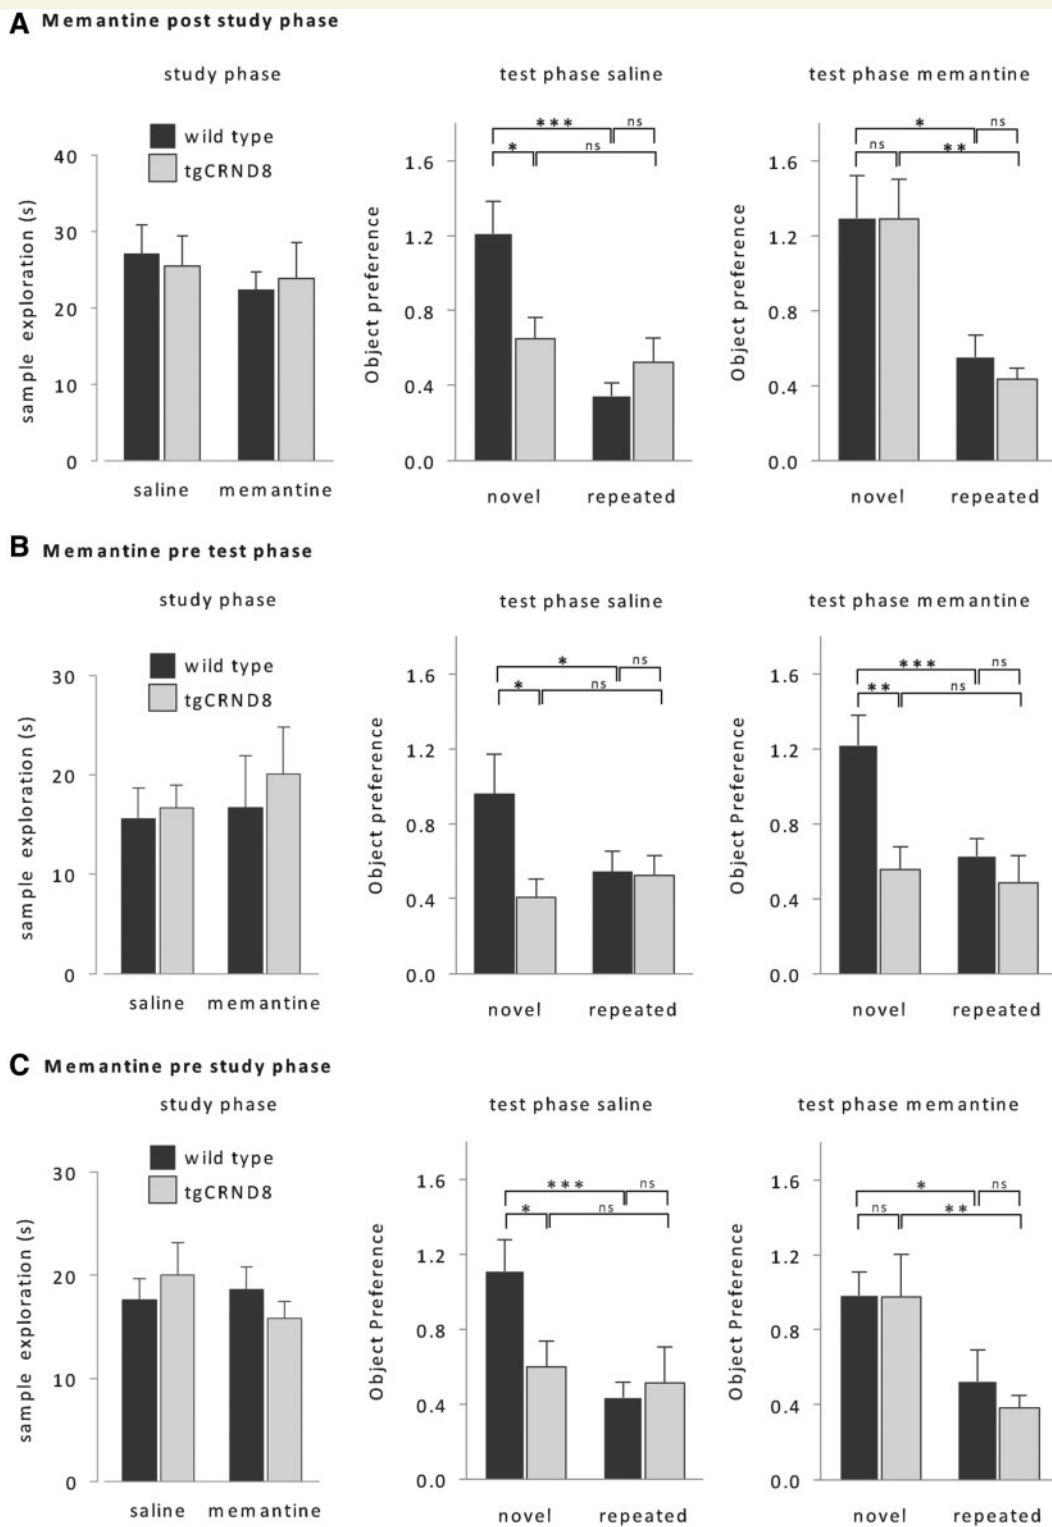 A Memantine post study phase
study phase
wild type
tgCRND8
sample exploration (s)
40
30
20
10
0
saline memantine
test phase saline
*** ns
* ns
Object preference
1.6
1.2
0.8
0.4
0.0
novel repeated
test phase memantine
* ns
ns **
Object preference
1.6
1.2
0.8
0.4
0.0
novel repeated
B Memantine pre test phase
study phase
wild type
tgCRND8
sample exploration (s)
30
20
10
0
saline memantine
test phase saline
* ns
* ns
Object preference
1.6
1.2
0.8
0.4
0.0
novel repeated
test phase memantine
*** ns
** ns
Object Preference
1.6
1.2
0.8
0.4
0.0
novel repeated
C Memantine pre study phase
study phase
wild type
tgCRND8
sample exploration (s)
30
20
10
0
saline memantine
test phase saline
*** ns
* ns
Object Preference
1.6
1.2
0.8
0.4
0.0
novel repeated
test phase memantine
* ns
ns **
Object Preference
1.6
1.2
0.8
0.4
0.0
novel repeated